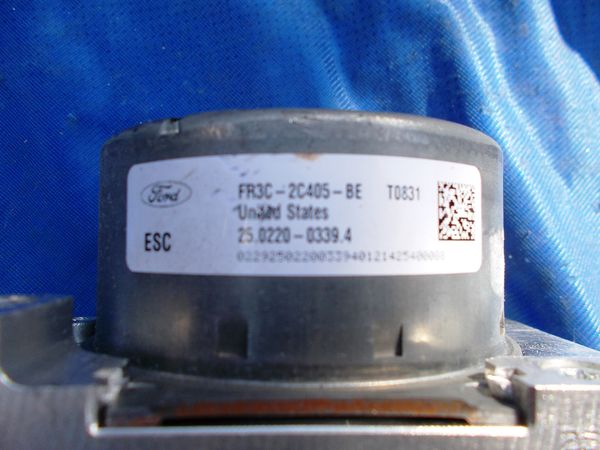 Ford FR3C-2C405-BE T0831
United States
ESC 25.0220-0339.4